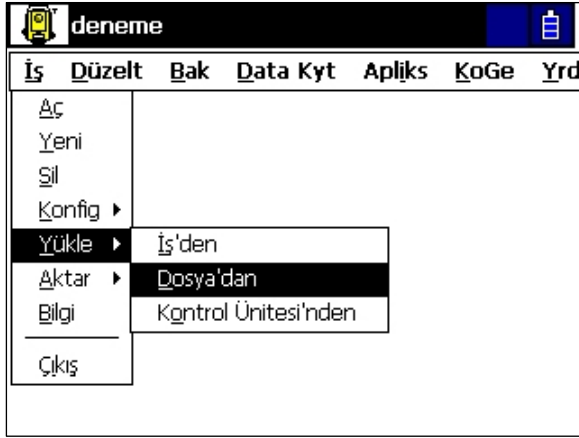 deneme
İş Düzelt Bak Data Kyt Apliks KoGe Yrd
Aç
Yeni
Sil
Konfig
Yükle İş'den
Aktar Dosya'dan
Bilgi Kontrol Ünitesi'nden
Çıkış